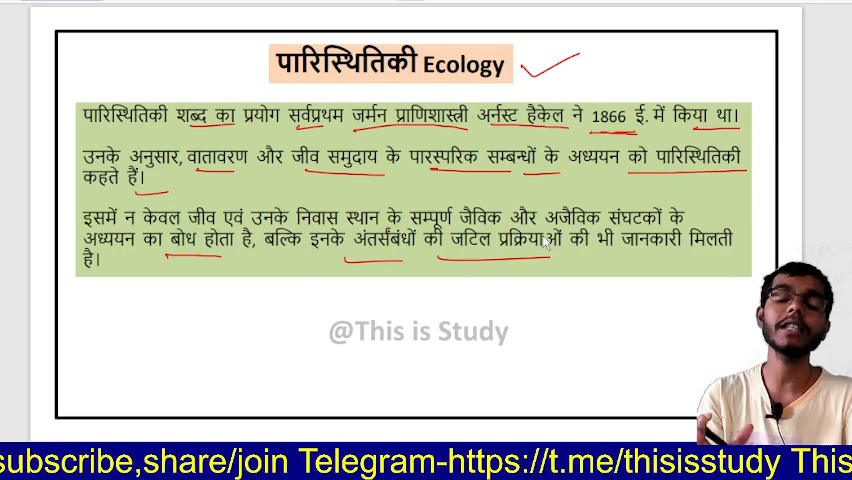 पारिस्थितिकी Ecology
पारिस्थितिकी शब्द का प्रयोग सर्वप्रथम जर्मन प्राणिशास्त्री अर्नस्ट हैकेल ने 1866 ई. में किया था।
उनके अनुसार, वातावरण और जीव समुदाय के पारस्परिक सम्बन्धों के अध्ययन को पारिस्थितिकी
कहते हैं।
इसमें न केवल जीव एवं उनके निवास स्थान के सम्पूर्ण जैविक और अजैविक संघटकों के
अध्ययन का बोध होता है, बल्कि इनके अंतर्संबंधों की जटिल प्रक्रियाओं की भी जानकारी मिलती
है।
@This is Study
subscribe,share/join Telegram-https://t.me/thisisstudy This